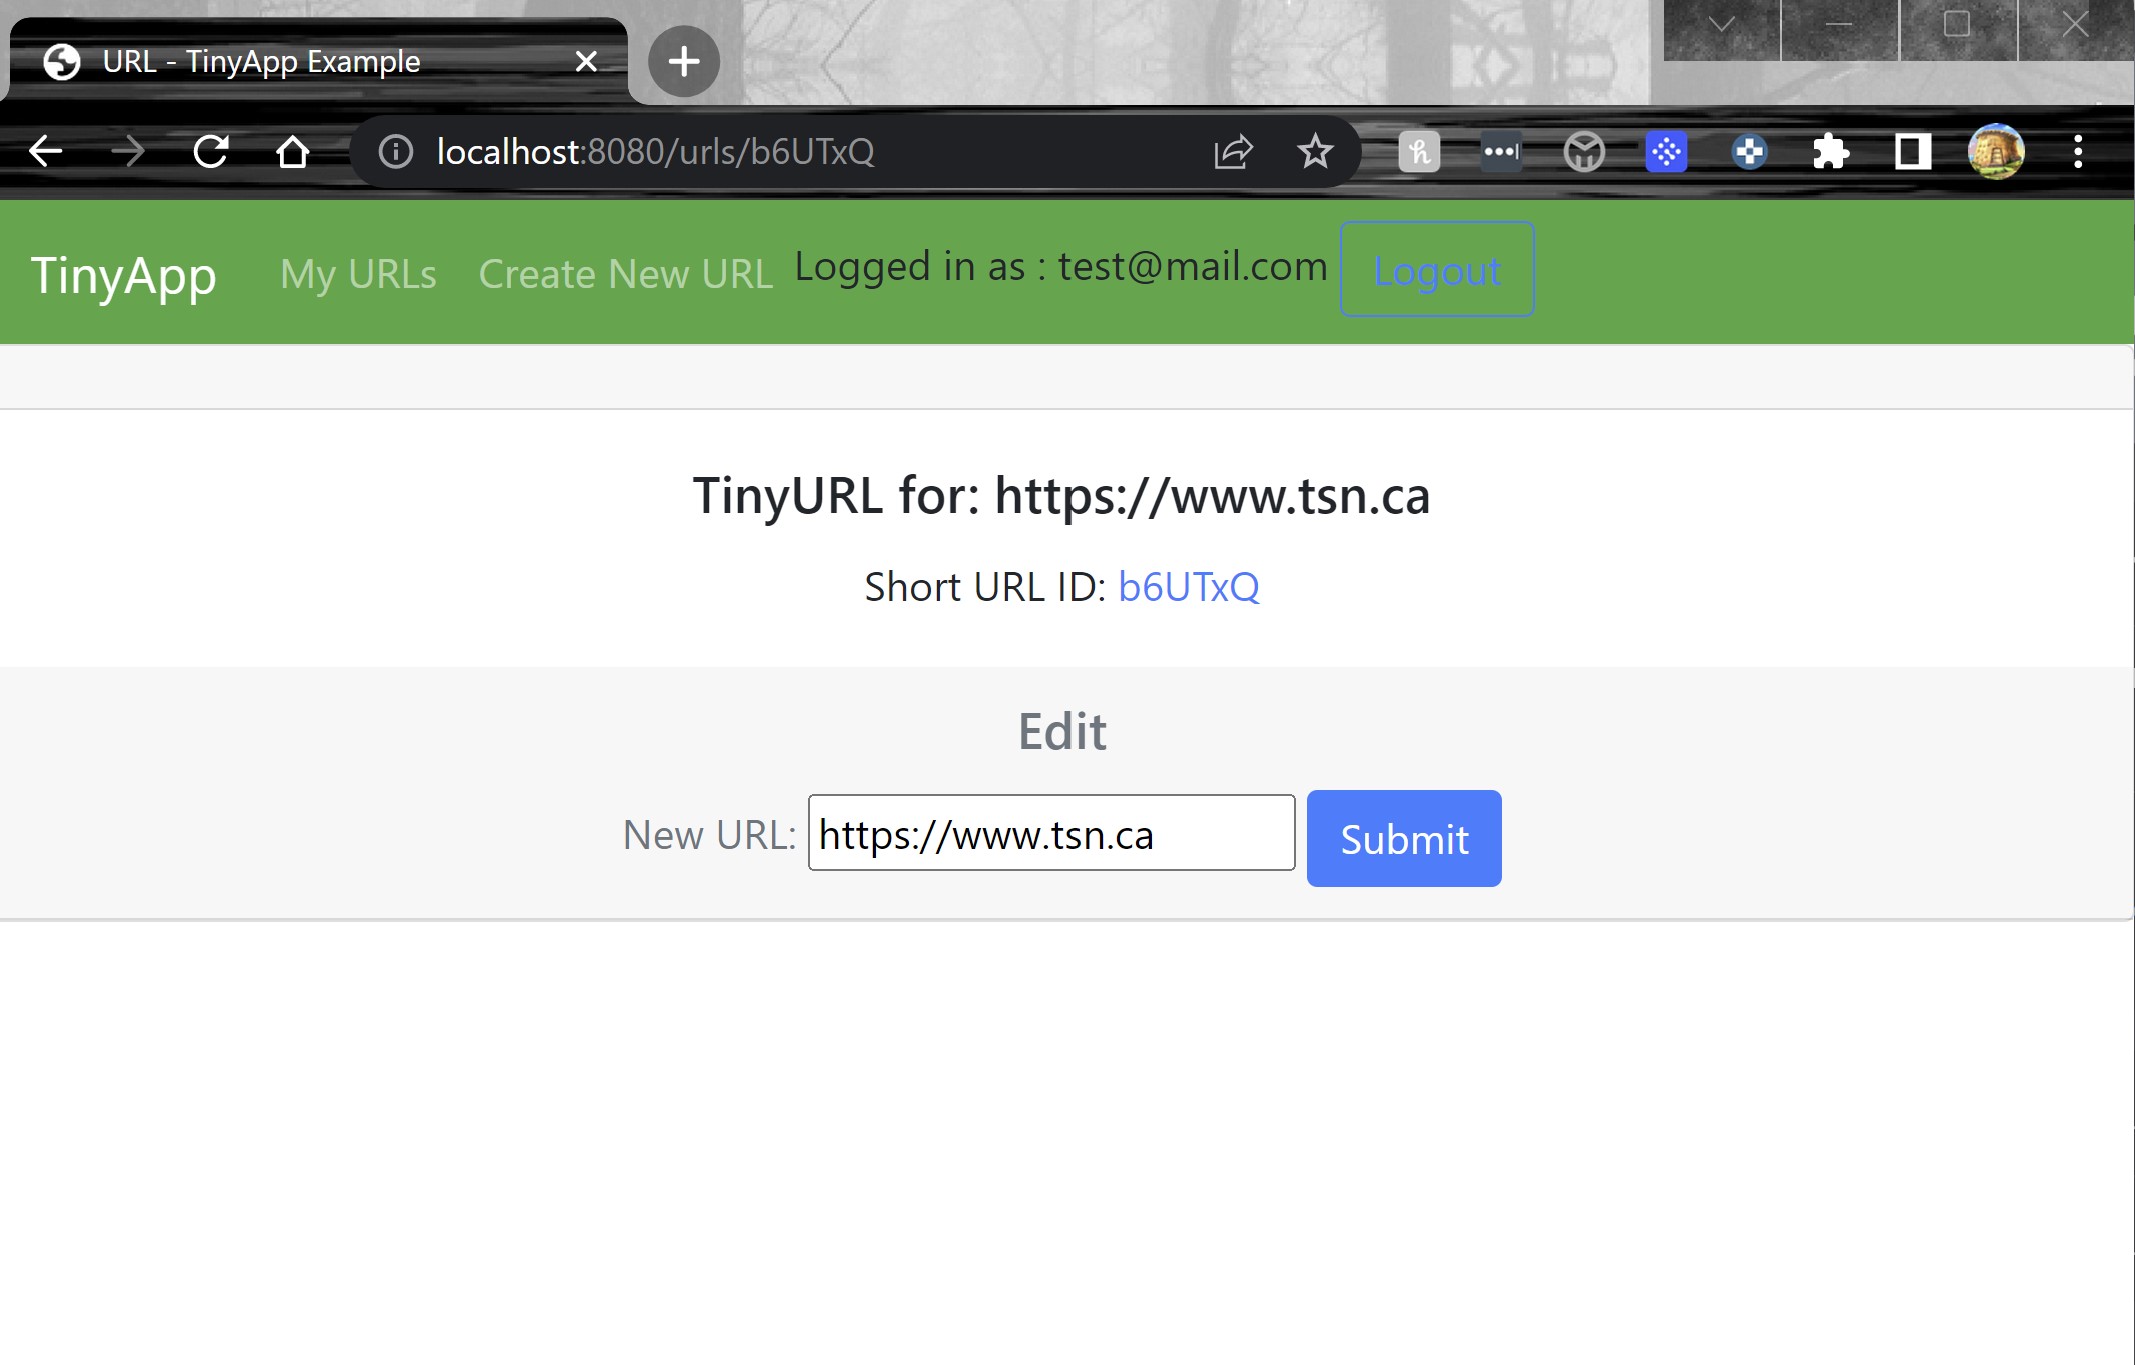 URL - TinyApp Example
localhost:8080/urls/b6UTxQ
TinyApp My URLs Create New URL Logged in as : test@mail.com Logout
TinyURL for: https://www.tsn.ca
Short URL ID: b6UTxQ
Edit
New URL: https://www.tsn.ca Submit